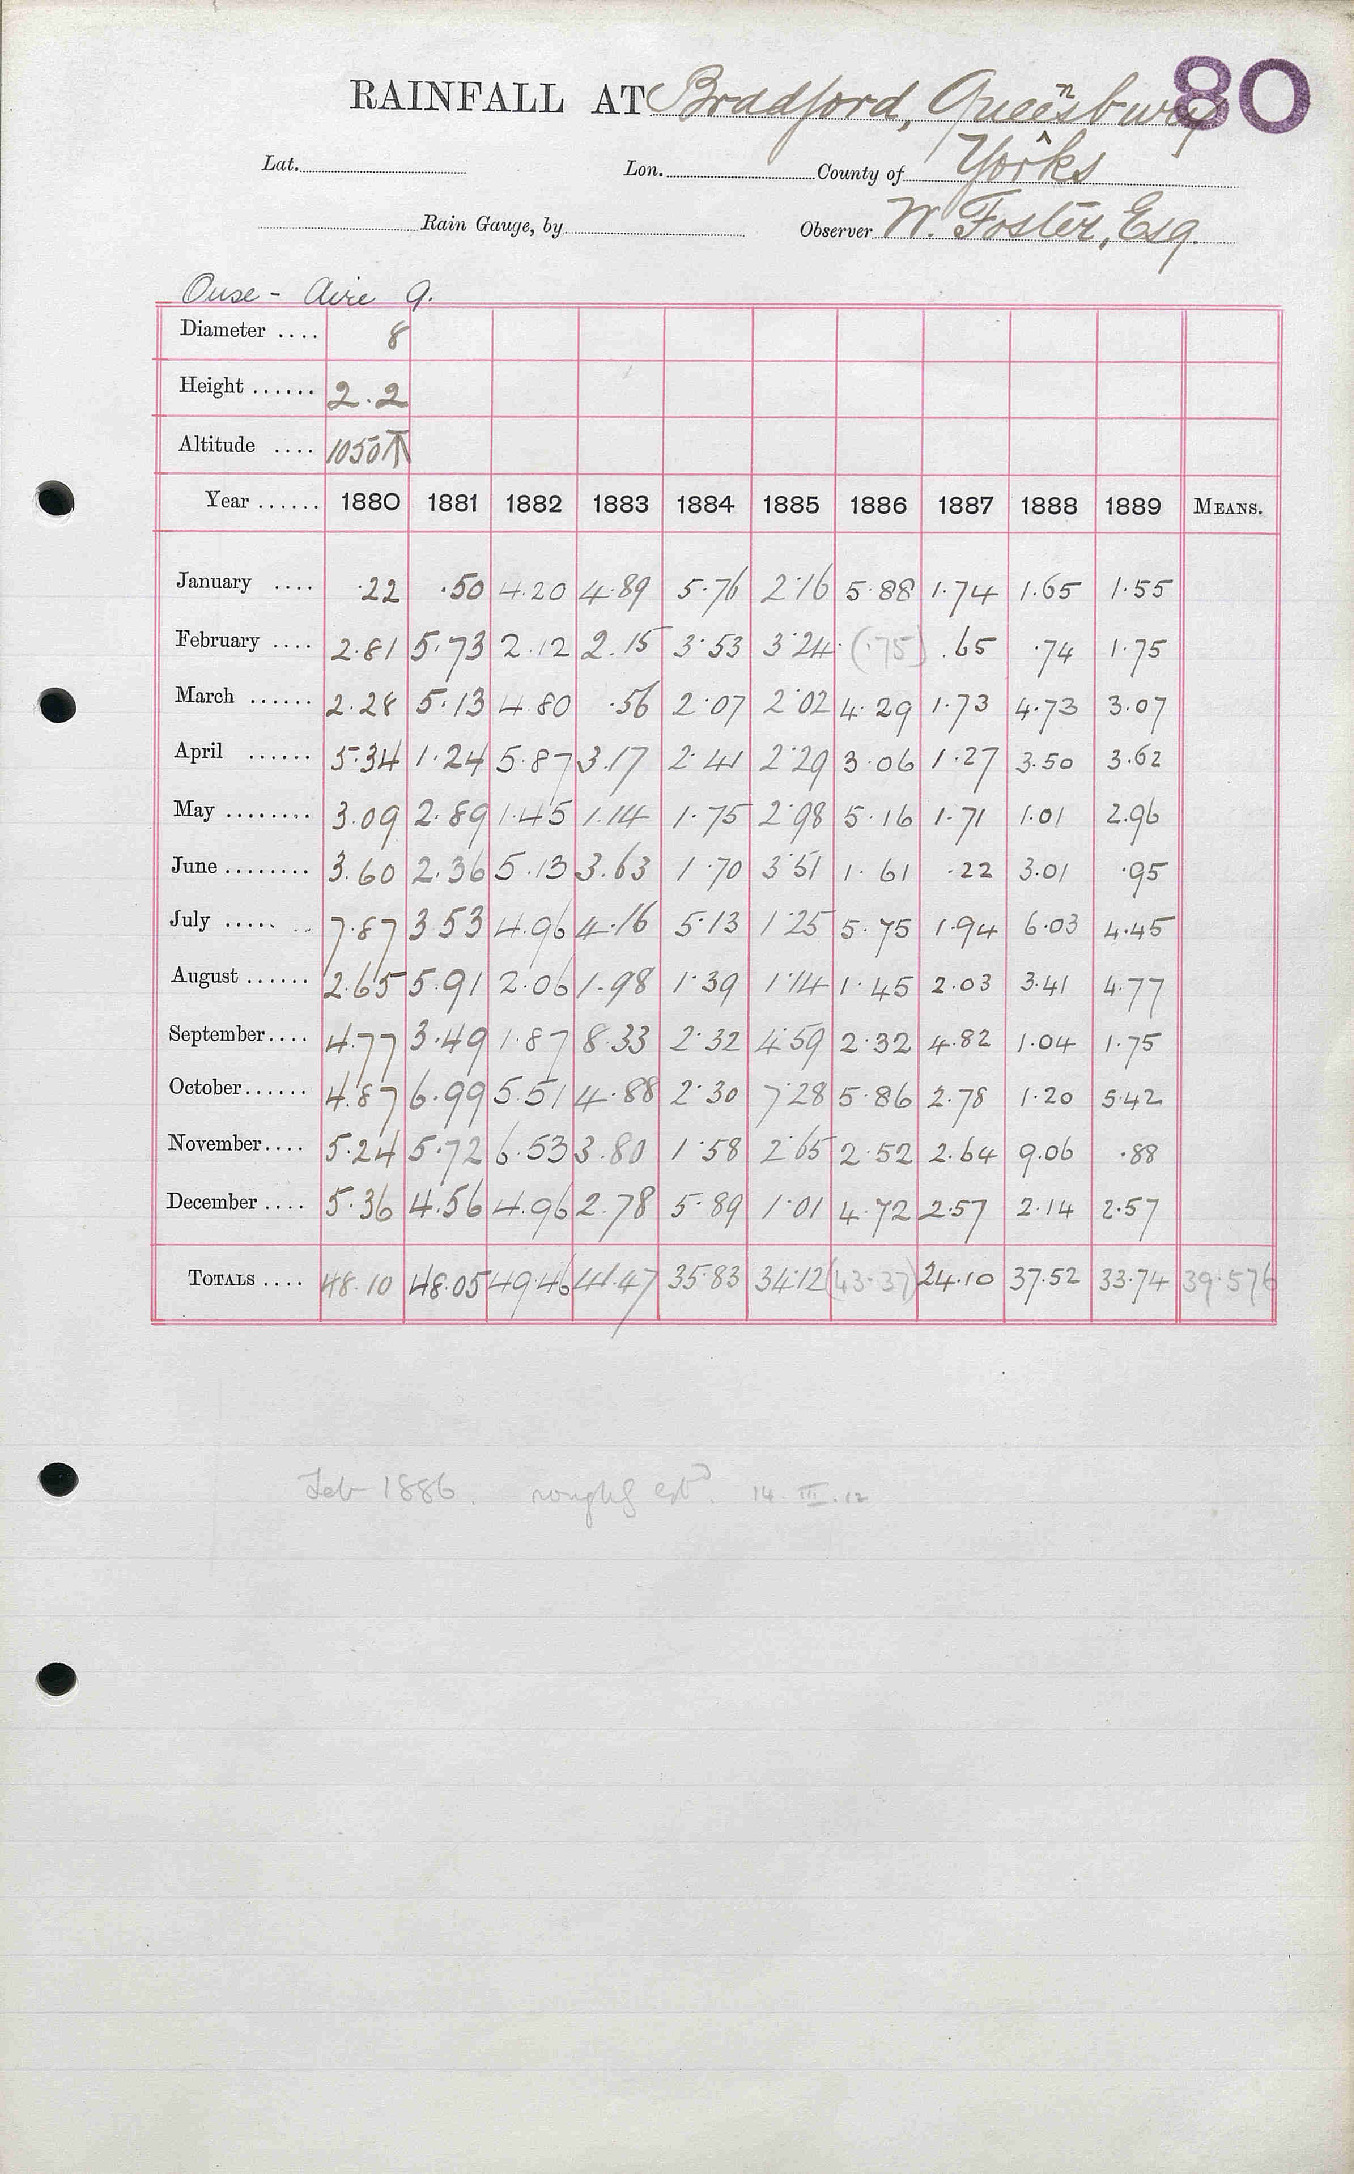 80
RAINFALL AT Bradford, Queensbury
Lat. Lon. County of Yorks
Rain Gauge, by Observer W. Foster, Esq.
Ouse - Aire 9.
Diameter .... 8
Height ...... 2.2
Altitude .... 1050 T
Year ...... 1880 1881 1882 1883 1884 1885 1886 1887 1888 1889 MEANS.
January .... .22 .50 4.20 4.89 5.76 2.16 5.88 1.74 1.65 1.55
February .... 2.81 5.73 2.12 2.15 3.53 3.24 (.75) .65 .74 1.75
March ...... 2.28 5.13 4.80 .56 2.07 2.02 4.29 1.73 4.73 3.07
April ...... 5.34 1.24 5.87 3.17 2.41 2.29 3.06 1.27 3.50 3.62
May ........ 3.09 2.89 1.45 1.14 1.75 2.98 5.16 1.71 1.01 2.96
June ........ 3.60 2.36 5.13 3.63 1.70 3.51 1.61 .22 3.01 .95
July ..... .. 7.87 3.53 4.96 4.16 5.13 1.25 5.75 1.94 6.03 4.45
August ...... 2.65 5.91 2.06 1.98 1.39 1.14 1.45 2.03 3.41 4.77
September.... 4.77 3.49 1.87 8.33 2.32 4.59 2.32 4.82 1.04 1.75
October...... 4.87 6.99 5.51 4.88 2.30 7.28 5.86 2.78 1.20 5.42
November.... 5.24 5.72 6.53 3.80 1.58 2.65 2.52 2.64 9.06 .88
December .... 5.36 4.56 4.96 2.78 5.89 1.01 4.72 2.57 2.14 2.57
TOTALS .... 48.10 48.05 49.46 41.47 35.83 34.12 (43.37) 24.10 37.52 33.74 39.576
Feb 1886. roughly estd. 14.III.12